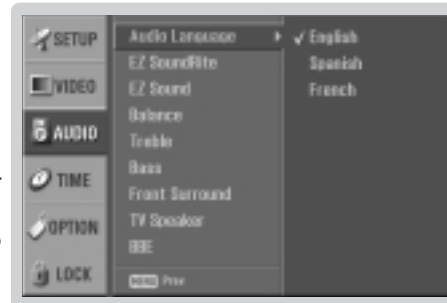 SETUP
VIDEO
AUDIO
TIME
OPTION
LOCK
Audio Language
EZ SoundRite
EZ Sound
Balance
Treble
Bass
Front Surround
TV Speaker
BBE
MENU Prev
✓ English
Spanish
French